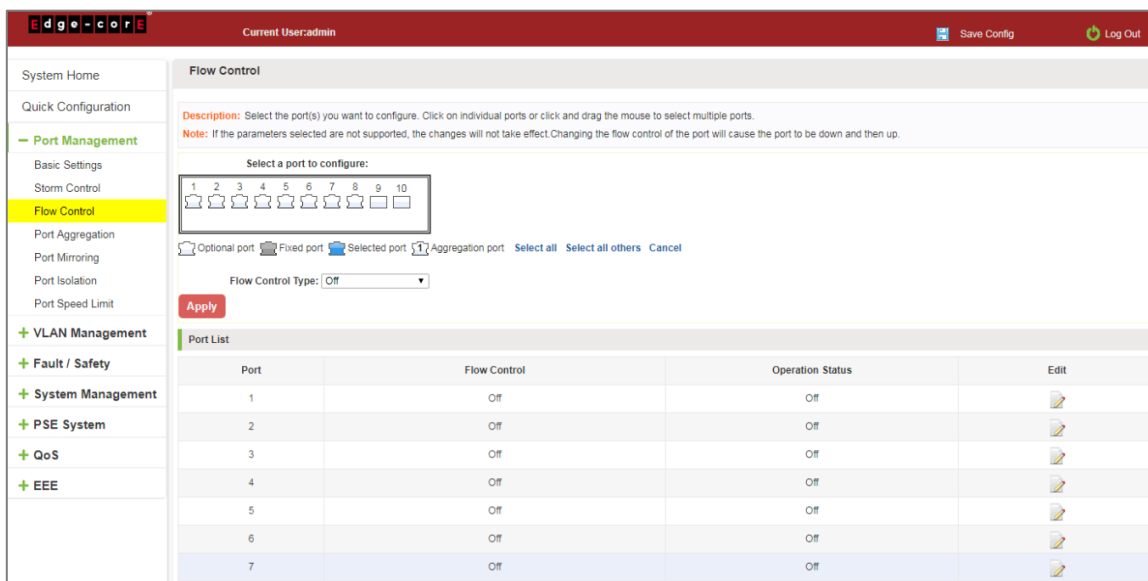 Edge-corE
Current User:admin
Save Config
Log Out
System Home
Quick Configuration
− Port Management
Basic Settings
Storm Control
Flow Control
Port Aggregation
Port Mirroring
Port Isolation
Port Speed Limit
+ VLAN Management
+ Fault / Safety
+ System Management
+ PSE System
+ QoS
+ EEE
Flow Control
Description: Select the port(s) you want to configure. Click on individual ports or click and drag the mouse to select multiple ports.
Note: If the parameters selected are not supported, the changes will not take effect.Changing the flow control of the port will cause the port to be down and then up.
Select a port to configure:
1 2 3 4 5 6 7 8 9 10
Optional port Fixed port Selected port 1 Aggregation port Select all Select all others Cancel
Flow Control Type: Off
Apply
Port List
Port Flow Control Operation Status Edit
1 Off Off
2 Off Off
3 Off Off
4 Off Off
5 Off Off
6 Off Off
7 Off Off